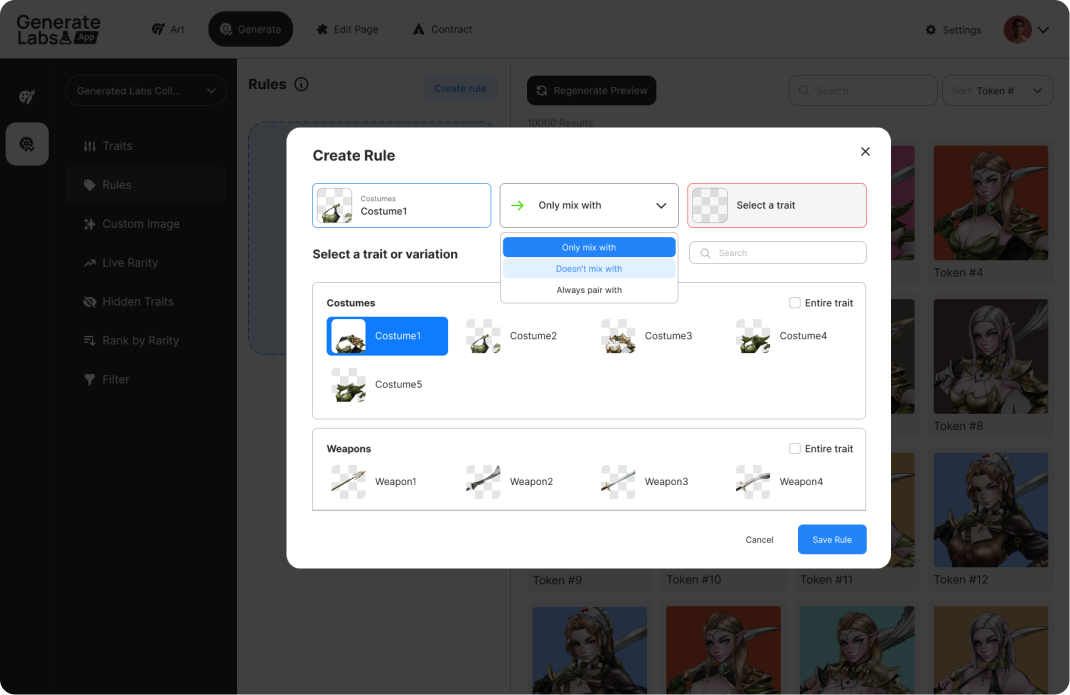 Generate
Labs App
Art
Generate
Edit Page
Contract
Settings
Generated Labs Coll...
Traits
Rules
Custom Image
Live Rarity
Hidden Traits
Rank by Rarity
Filter
Rules
Create rule
Regenerate Preview
Search
Sort: Token #
10000 Results
Create Rule
Costumes
Costume1
Only mix with
Select a trait
Only mix with
Doesn't mix with
Always pair with
Select a trait or variation
Search
Costumes
Entire trait
Costume1
Costume2
Costume3
Costume4
Costume5
Weapons
Entire trait
Weapon1
Weapon2
Weapon3
Weapon4
Cancel
Save Rule
Token #4
Token #8
Token #9
Token #10
Token #11
Token #12